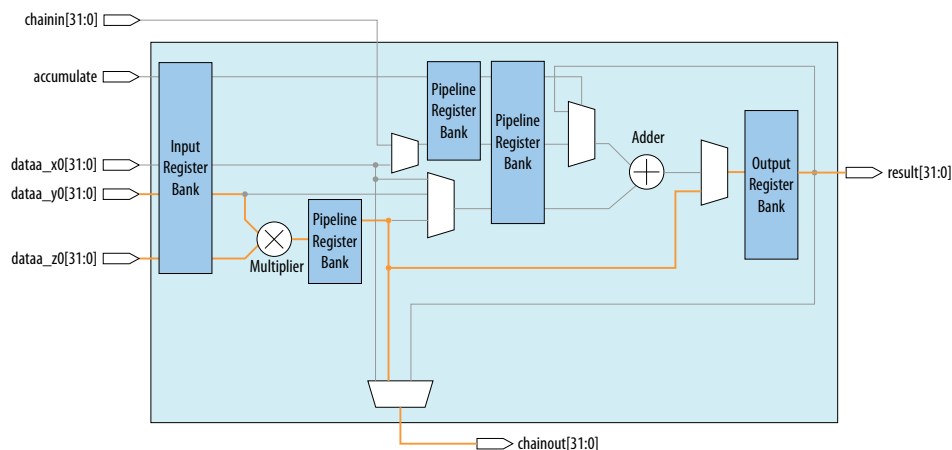 chainin[31:0]
accumulate
Pipeline
Register
Bank
Pipeline
Register
Bank
Adder
Input
Register
Bank
Output
Register
Bank
dataa_x0[31:0]
result[31:0]
dataa_y0[31:0]
Pipeline
Register
Bank
dataa_z0[31:0]
Multiplier
chainout[31:0]